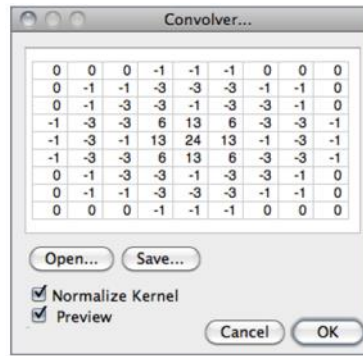 Convolver...
0 0 0 -1 -1 -1 0 0 0
0 -1 -1 -3 -3 -3 -1 -1 0
0 -1 -3 -3 -1 -3 -3 -1 0
-1 -3 -3 6 13 6 -3 -3 -1
-1 -3 -1 13 24 13 -1 -3 -1
-1 -3 -3 6 13 6 -3 -3 -1
0 -1 -3 -3 -1 -3 -3 -1 0
0 -1 -1 -3 -3 -3 -1 -1 0
0 0 0 -1 -1 -1 0 0 0
Open... Save...
Normalize Kernel
Preview
Cancel OK